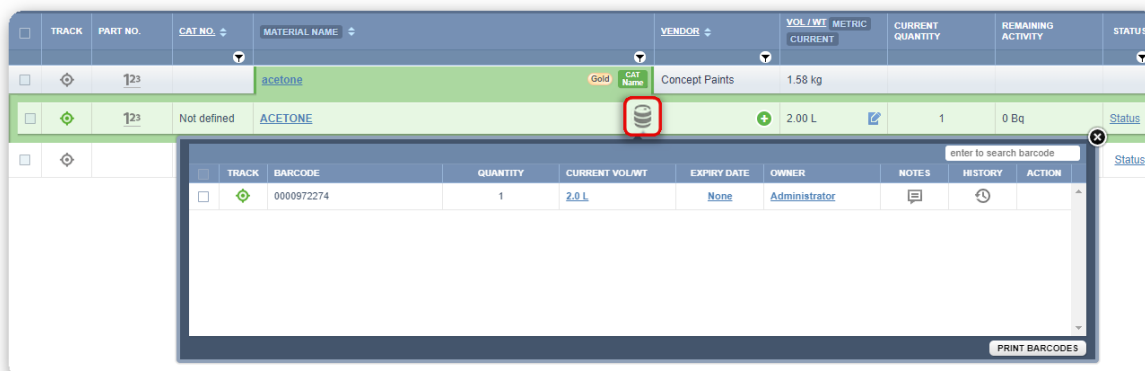 TRACK PART NO. CAT NO. MATERIAL NAME VENDOR VOL / WT METRIC CURRENT CURRENT QUANTITY REMAINING ACTIVITY STATUS
123 acetone Gold CAT Name Concept Paints 1.58 kg
123 Not defined ACETONE 2.00 L 1 0 Bq Status
Status
enter to search barcode
TRACK BARCODE QUANTITY CURRENT VOL/WT EXPIRY DATE OWNER NOTES HISTORY ACTION
0000972274 1 2.0 L None Administrator
PRINT BARCODES